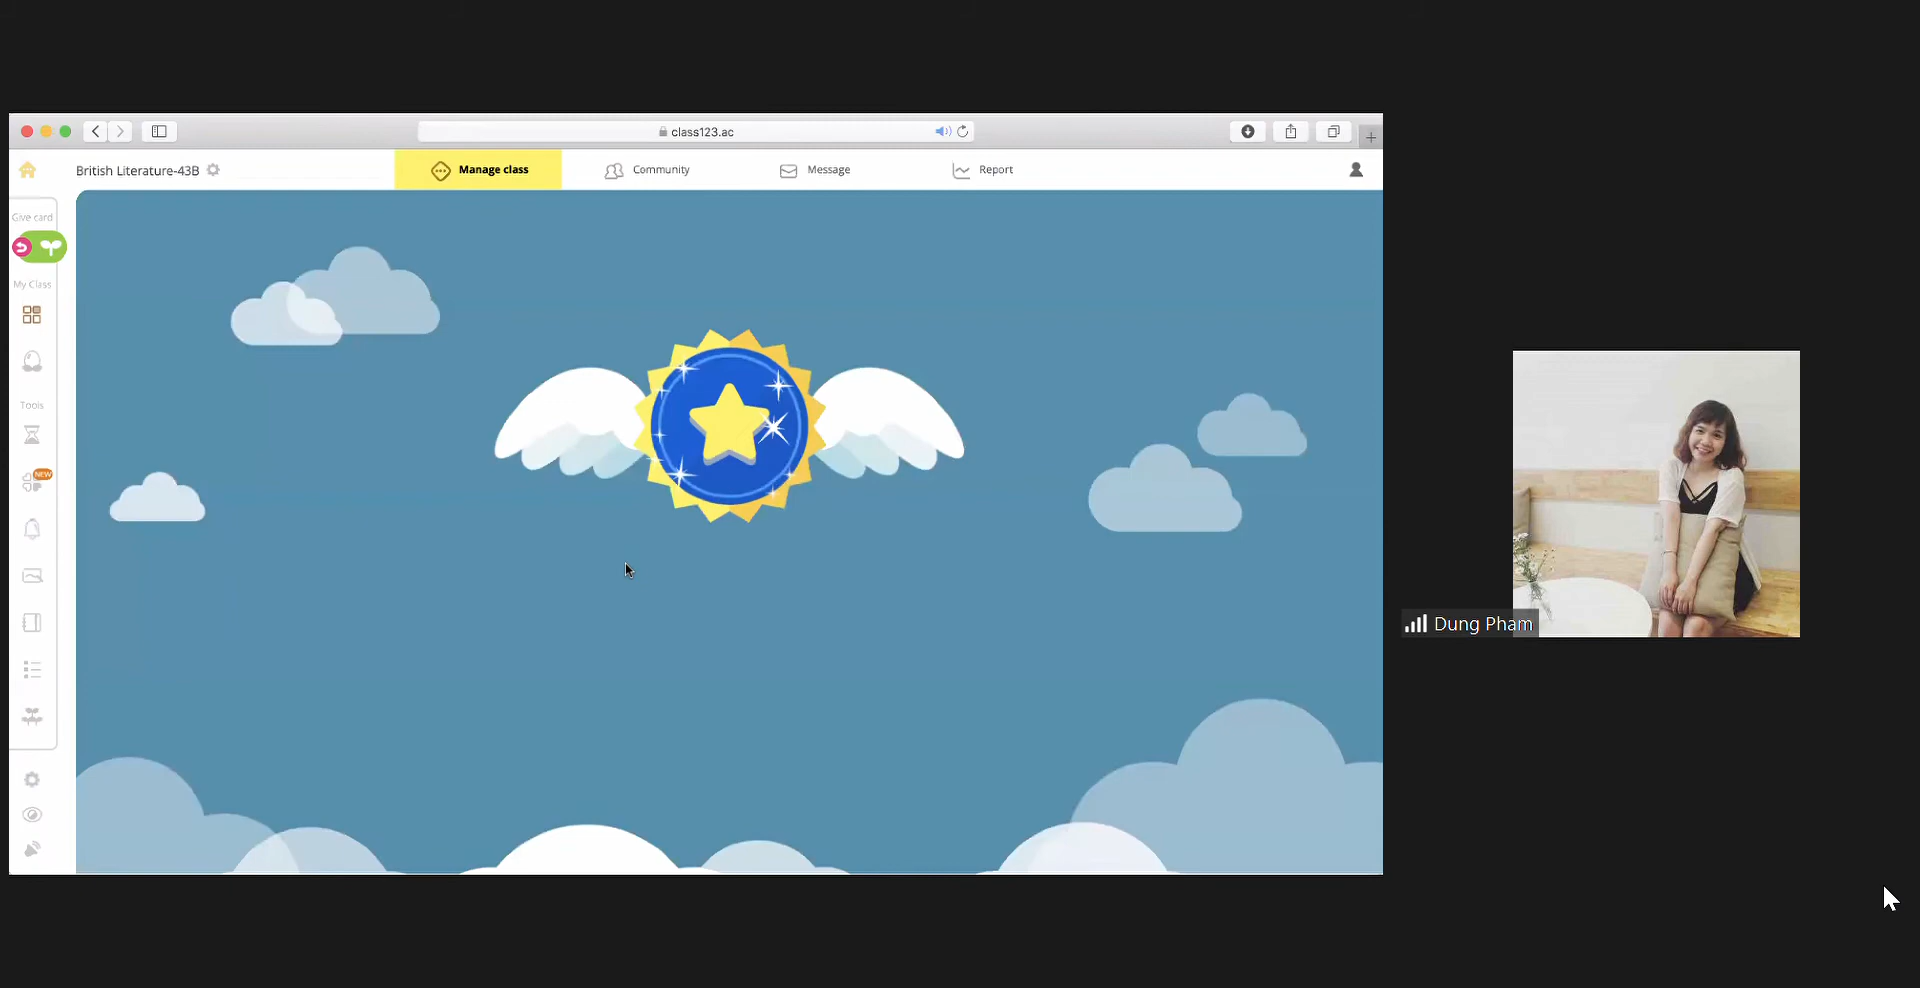 class123.ac
British Literature-43B
Manage class
Community
Message
Report
Give card
My Class
Tools
NEW
Dung Pham